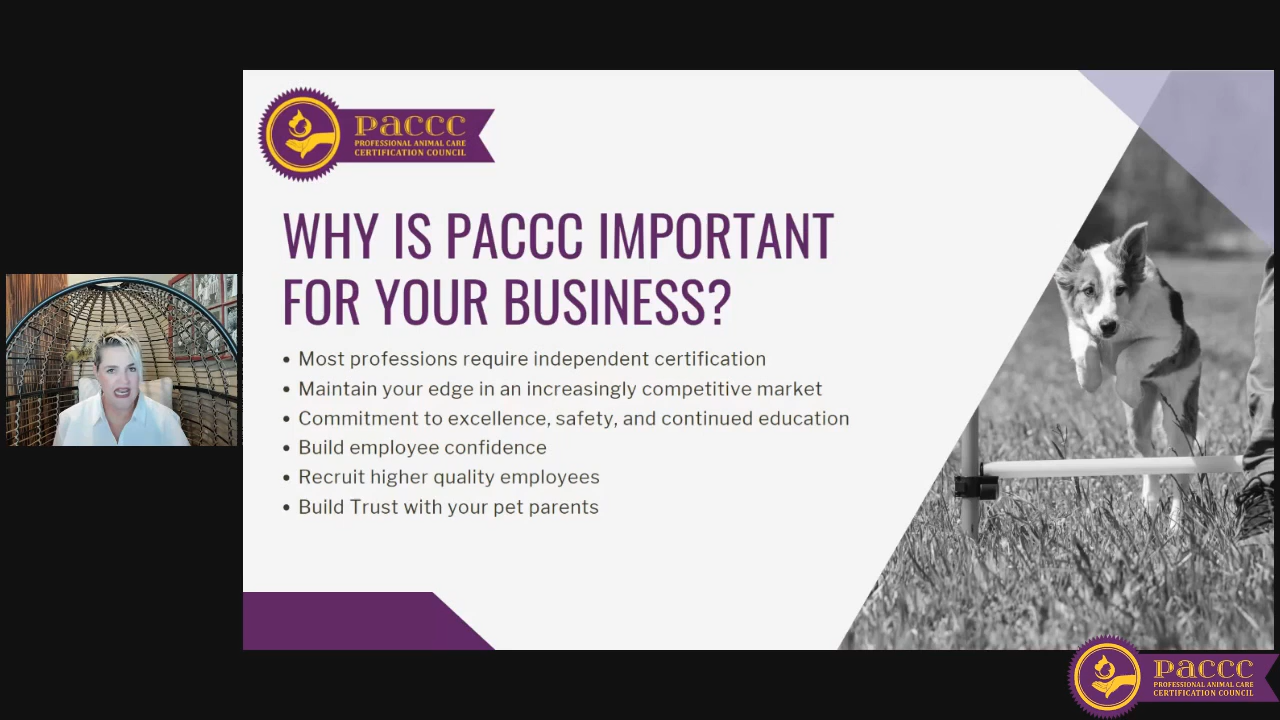 PACCC
PROFESSIONAL ANIMAL CARE
CERTIFICATION COUNCIL
WHY IS PACCC IMPORTANT
FOR YOUR BUSINESS?
• Most professions require independent certification
• Maintain your edge in an increasingly competitive market
• Commitment to excellence, safety, and continued education
• Build employee confidence
• Recruit higher quality employees
• Build Trust with your pet parents
PACCC
PROFESSIONAL ANIMAL CARE
CERTIFICATION COUNCIL